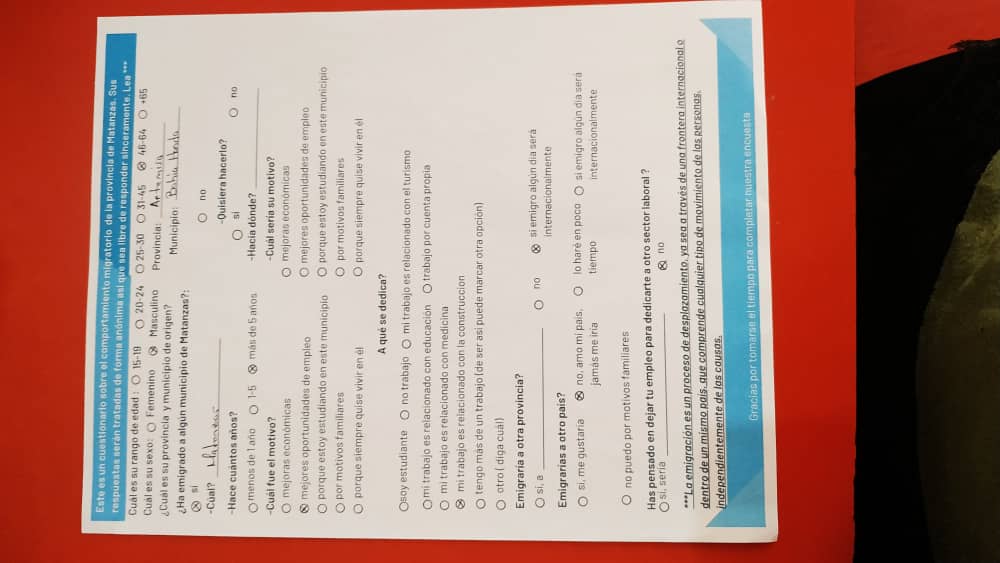 Este es un cuestionario sobre el comportamiento migratorio de la provincia de Matanzas. Sus
respuestas serán tratadas de forma anónima así que sea libre de responder sinceramente. Lea ***
Cuál es su rango de edad : ○ 15-19 ○ 20-24 ○ 25-30 ○ 31-45 ⊗ 46-64 ○ +65
Cuál es su sexo: ○ Femenino ⊗ Masculino
¿Cuál es su provincia y municipio de origen? Provincia: Artemisa
Municipio: Bahía Honda
¿Ha emigrado a algún municipio de Matanzas?:
⊗ si ○ no
-Cuál? Matanzas
-Quisiera hacerlo?
○ si ○ no
-Hace cuántos años?
-Hacia dónde?
○ menos de 1 año ○ 1-5 ⊗ más de 5 años
-Cuál fue el motivo?
-Cuál sería su motivo?
○ mejoras económicas ○ mejoras económicas
⊗ mejores oportunidades de empleo ○ mejores oportunidades de empleo
○ porque estoy estudiando en este municipio ○ porque estoy estudiando en este municipio
○ por motivos familiares ○ por motivos familiares
○ porque siempre quise vivir en él ○ porque siempre quise vivir en él
A qué se dedica?
○soy estudiante ○ no trabajo ○ mi trabajo es relacionado con el turismo
○mi trabajo es relacionado con educación ○ trabajo por cuenta propia
○ mi trabajo es relacionado con medicina
⊗ mi trabajo es relacionado con la construccion
○ tengo más de un trabajo (de ser asi puede marcar otra opción)
○ otro ( diga cuál)
Emigraría a otra provincia?
○ si, a ○ no ⊗ si emigro algún dia será
internacionalmente
Emigrarías a otro país?
○ si, me gustaría ⊗ no, amo mi país, ○ lo haré en poco ○ si emigro algún dia será
jamás me iría tiempo internacionalmente
○ no puedo por motivos familiares
Has pensado en dejar tu empleo para dedicarte a otro sector laboral ?
○ si, sería ⊗ no
***La emigración es un proceso de desplazamiento, ya sea a través de una frontera internacional o
dentro de un mismo país, que comprende cualquier tipo de movimiento de las personas,
independientemente de las causas.
Gracias por tomarse el tiempo para completar nuestra encuesta